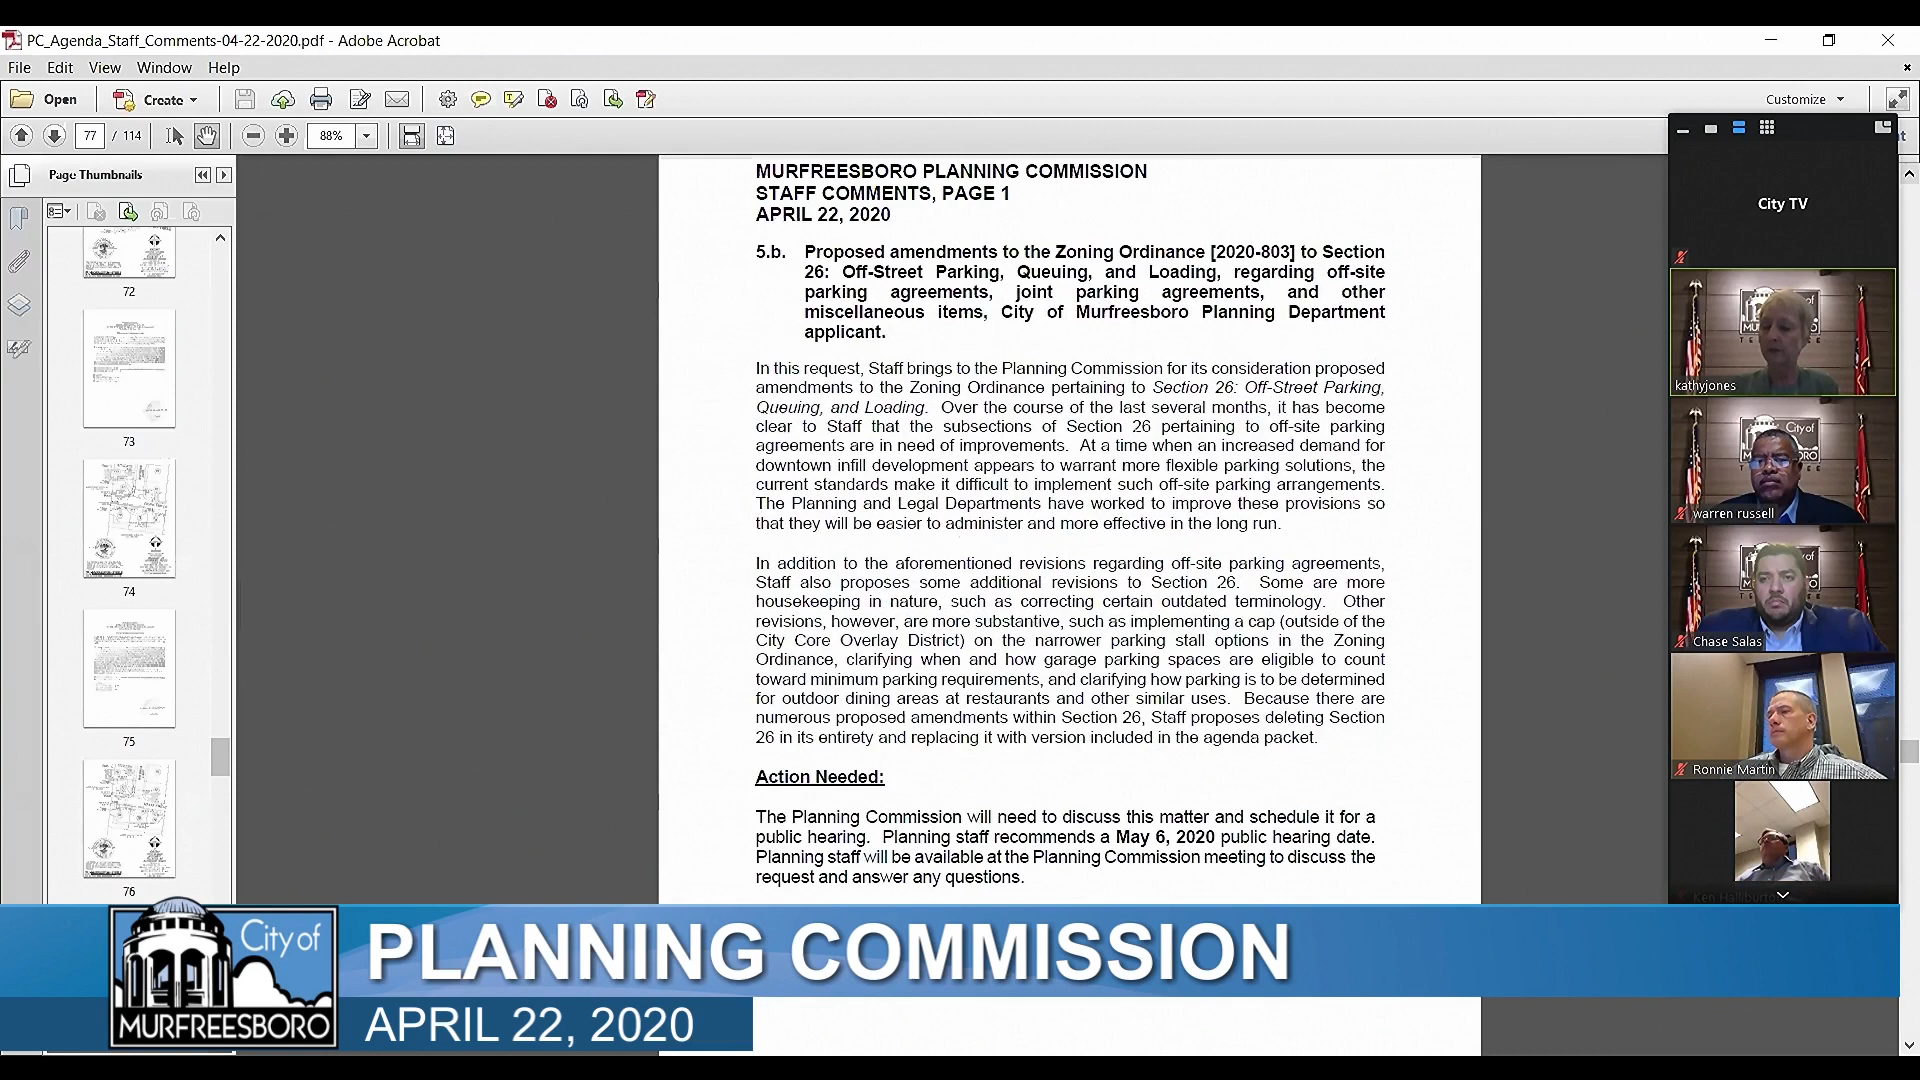 PC_Agenda_Staff_Comments-04-22-2020.pdf - Adobe Acrobat
File Edit View Window Help
Open Create Customize
77 / 114 88%
Page Thumbnails
72
73
74
75
76
MURFREESBORO PLANNING COMMISSION
STAFF COMMENTS, PAGE 1
APRIL 22, 2020
5.b. Proposed amendments to the Zoning Ordinance [2020-803] to Section
26: Off-Street Parking, Queuing, and Loading, regarding off-site
parking agreements, joint parking agreements, and other
miscellaneous items, City of Murfreesboro Planning Department
applicant.
In this request, Staff brings to the Planning Commission for its consideration proposed
amendments to the Zoning Ordinance pertaining to Section 26: Off-Street Parking,
Queuing, and Loading. Over the course of the last several months, it has become
clear to Staff that the subsections of Section 26 pertaining to off-site parking
agreements are in need of improvements. At a time when an increased demand for
downtown infill development appears to warrant more flexible parking solutions, the
current standards make it difficult to implement such off-site parking arrangements.
The Planning and Legal Departments have worked to improve these provisions so
that they will be easier to administer and more effective in the long run.
In addition to the aforementioned revisions regarding off-site parking agreements,
Staff also proposes some additional revisions to Section 26. Some are more
housekeeping in nature, such as correcting certain outdated terminology. Other
revisions, however, are more substantive, such as implementing a cap (outside of the
City Core Overlay District) on the narrower parking stall options in the Zoning
Ordinance, clarifying when and how garage parking spaces are eligible to count
toward minimum parking requirements, and clarifying how parking is to be determined
for outdoor dining areas at restaurants and other similar uses. Because there are
numerous proposed amendments within Section 26, Staff proposes deleting Section
26 in its entirety and replacing it with version included in the agenda packet.
Action Needed:
The Planning Commission will need to discuss this matter and schedule it for a
public hearing. Planning staff recommends a May 6, 2020 public hearing date.
Planning staff will be available at the Planning Commission meeting to discuss the
request and answer any questions.
City TV
kathyjones
City of
warren russell
Chase Salas
Ronnie Martin
City of
MURFREESBORO
PLANNING COMMISSION
APRIL 22, 2020